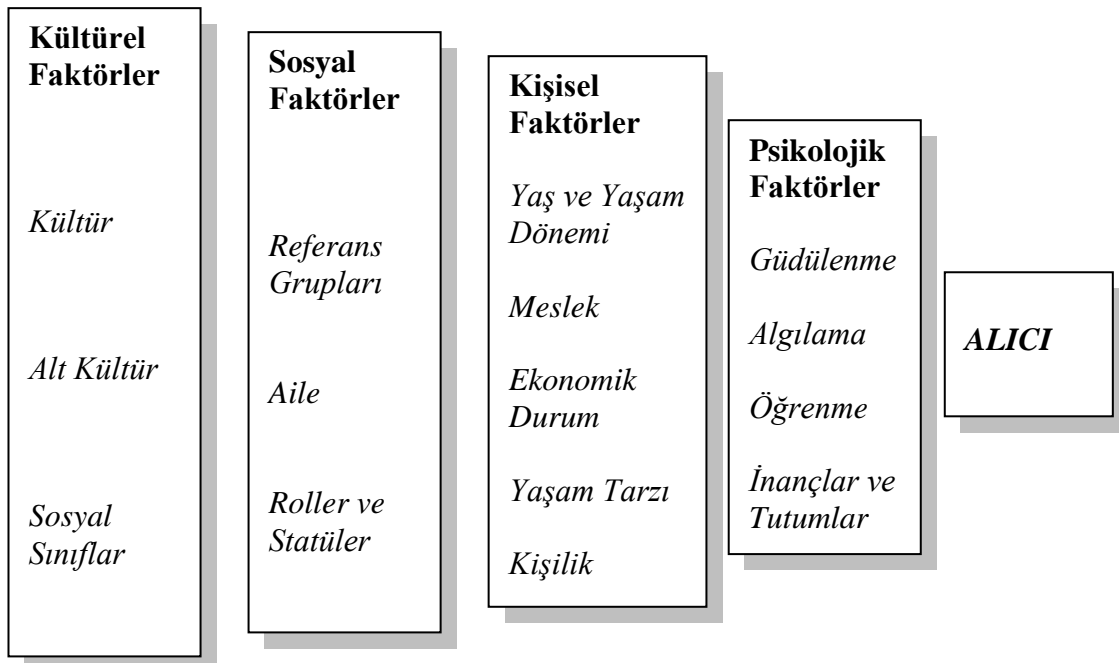 Kültürel
Faktörler
Kültür
Alt Kültür
Sosyal
Sınıflar
Sosyal
Faktörler
Referans
Grupları
Aile
Roller ve
Statüler
Kişisel
Faktörler
Yaş ve Yaşam
Dönemi
Meslek
Ekonomik
Durum
Yaşam Tarzı
Kişilik
Psikolojik
Faktörler
Güdülenme
Algılama
Öğrenme
İnançlar ve
Tutumlar
ALICI